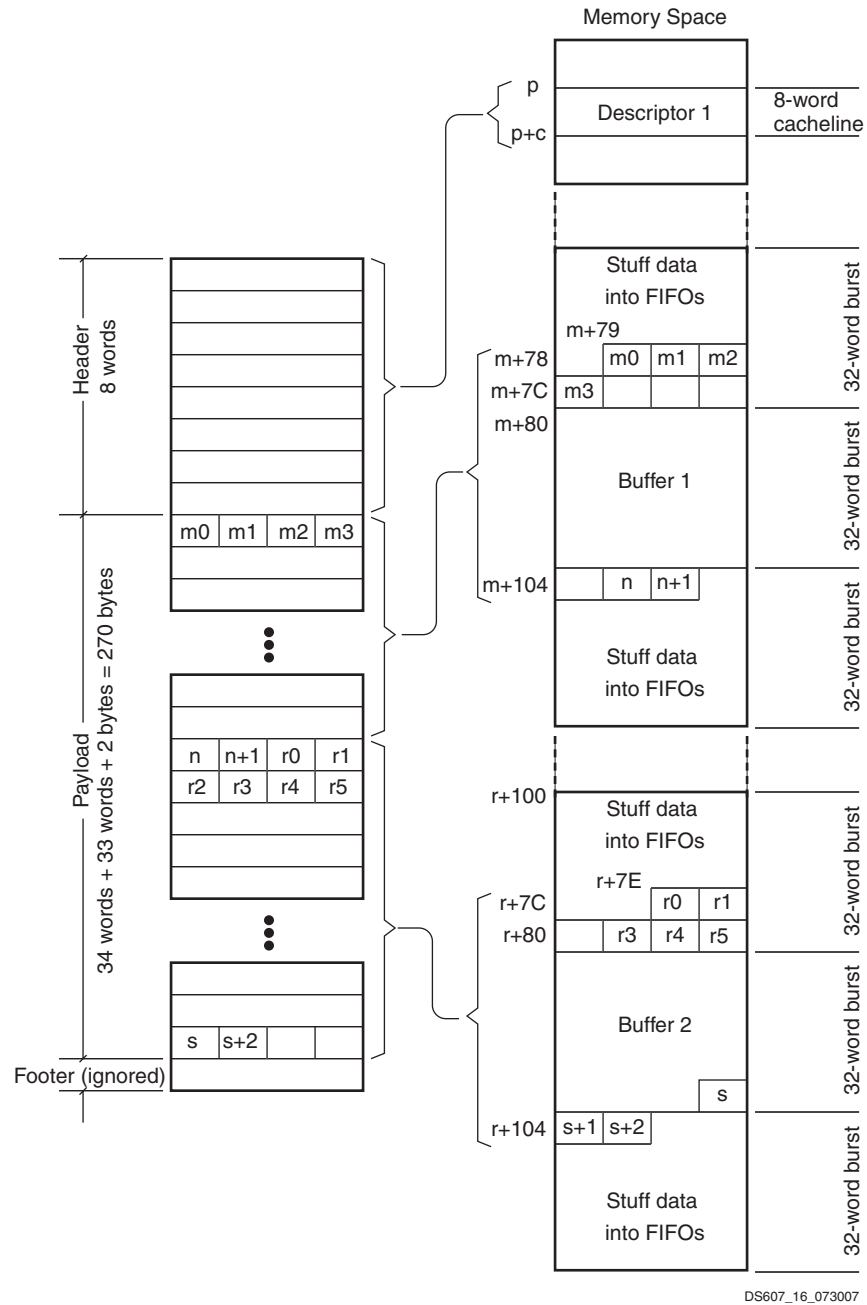 Memory Space
p
Descriptor 1
8-word
cacheline
p+c
Header
8 words
Payload
34 words + 33 words + 2 bytes = 270 bytes
m0 m1 m2 m3
n n+1 r0 r1
r2 r3 r4 r5
s s+2
Footer (ignored)
Stuff data
into FIFOs
m+79
m+78 m0 m1 m2
m+7C m3
m+80
32-word burst
Buffer 1
32-word burst
m+104 n n+1
Stuff data
into FIFOs
32-word burst
r+100
Stuff data
into FIFOs
r+7E
r+7C r0 r1
r+80 r3 r4 r5
32-word burst
Buffer 2
s
32-word burst
r+104 s+1 s+2
Stuff data
into FIFOs
32-word burst
DS607_16_073007